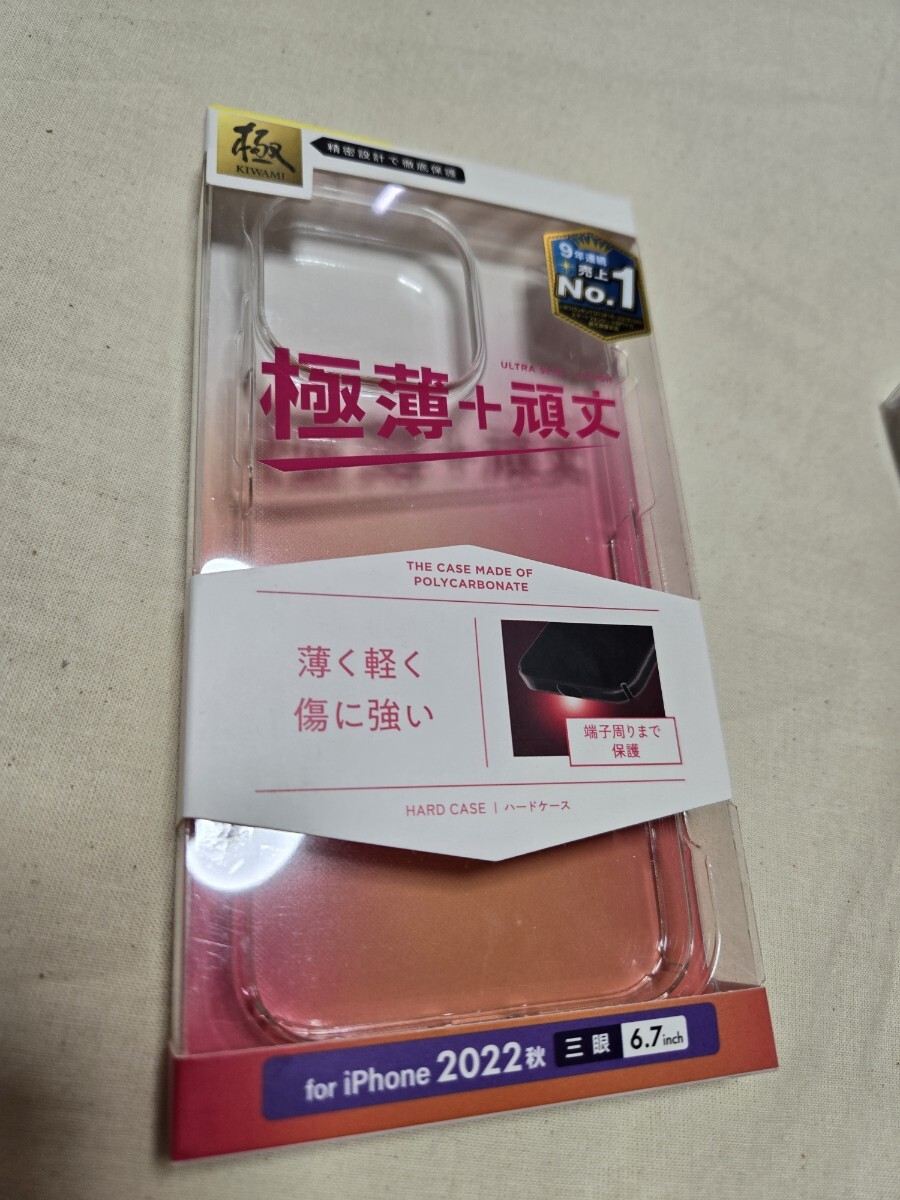 極
KIWAMI
精密設計で徹底保護
9年連続
売上
No.1
ULTRA
極薄+頑丈
THE CASE MADE OF
POLYCARBONATE
薄く軽く
傷に強い
端子周りまで
保護
HARD CASE | ハードケース
for iPhone 2022秋 三眼 6.7inch